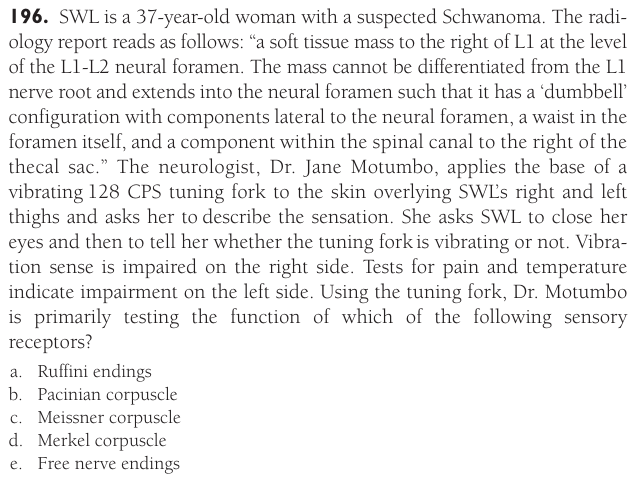 196. SWL is a 37-year-old woman with a suspected Schwanoma. The radi-
ology report reads as follows: “a soft tissue mass to the right of L1 at the level
of the L1-L2 neural foramen. The mass cannot be differentiated from the L1
nerve root and extends into the neural foramen such that it has a ‘dumbbell’
configuration with components lateral to the neural foramen, a waist in the
foramen itself, and a component within the spinal canal to the right of the
thecal sac.” The neurologist, Dr. Jane Motumbo, applies the base of a
vibrating 128 CPS tuning fork to the skin overlying SWL’s right and left
thighs and asks her to describe the sensation. She asks SWL to close her
eyes and then to tell her whether the tuning fork is vibrating or not. Vibra-
tion sense is impaired on the right side. Tests for pain and temperature
indicate impairment on the left side. Using the tuning fork, Dr. Motumbo
is primarily testing the function of which of the following sensory
receptors?
a. Ruffini endings
b. Pacinian corpuscle
c. Meissner corpuscle
d. Merkel corpuscle
e. Free nerve endings